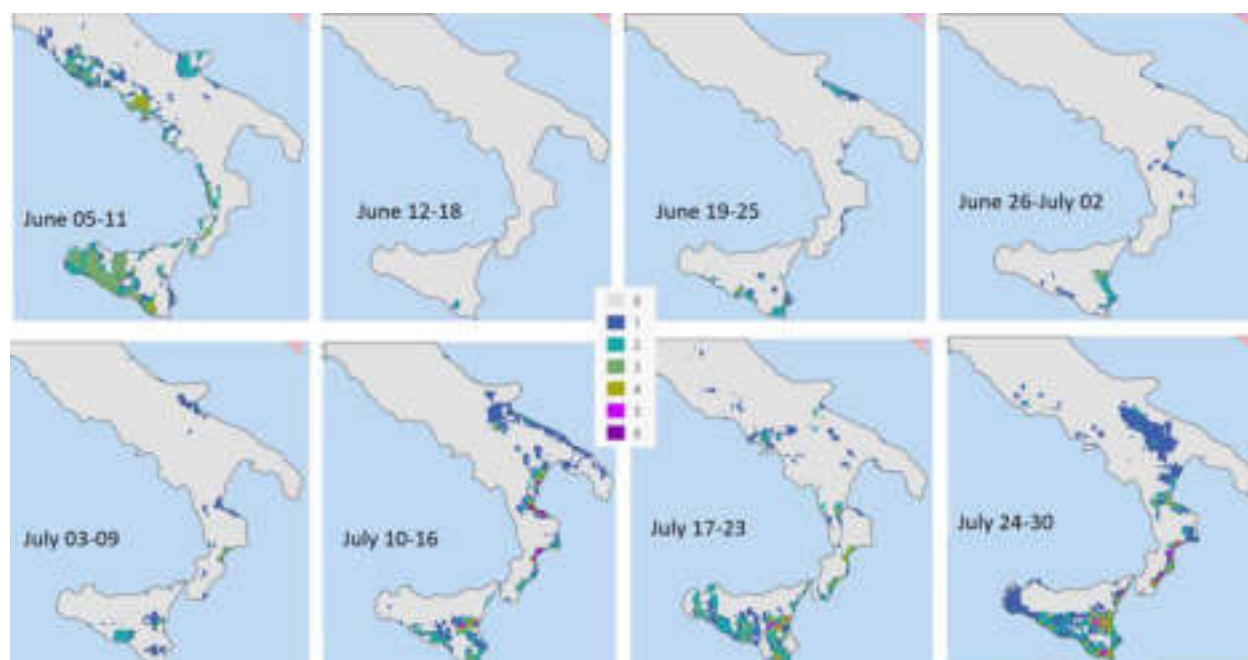 June 05-11
June 12-18
June 19-25
June 26-July 02
0
1
2
3
4
5
6
July 03-09
July 10-16
July 17-23
July 24-30